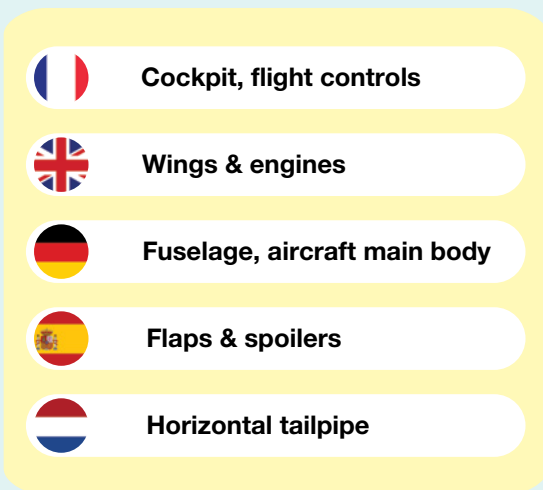 Cockpit, flight controls
Wings & engines
Fuselage, aircraft main body
Flaps & spoilers
Horizontal tailpipe